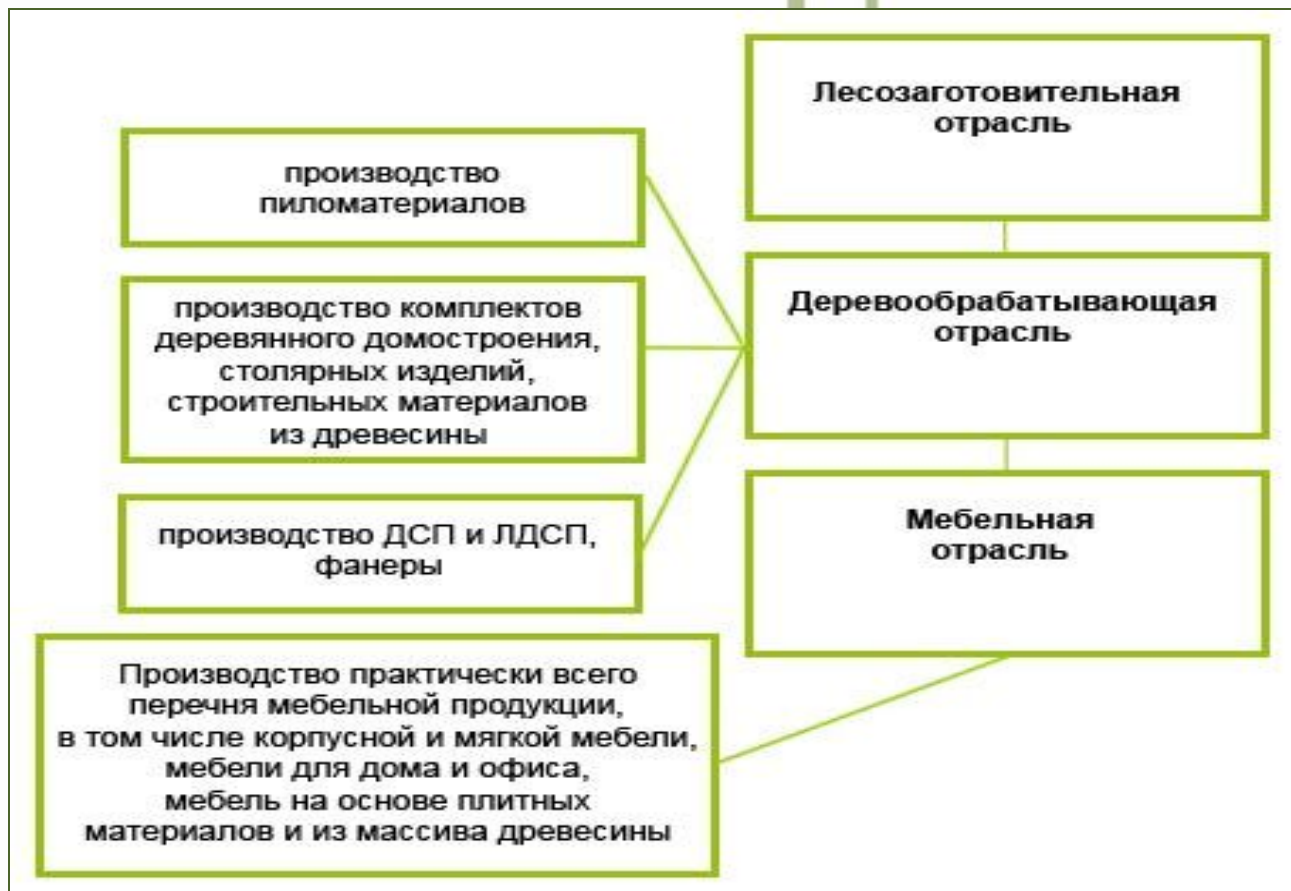 Лесозаготовительная
отрасль
производство
пиломатериалов
производство комплектов
деревянного домостроения,
столярных изделий,
строительных материалов
из древесины
Деревообрабатывающая
отрасль
производство ДСП и ЛДСП,
фанеры
Мебельная
отрасль
Производство практически всего
перечня мебельной продукции,
в том числе корпусной и мягкой мебели,
мебели для дома и офиса,
мебель на основе плитных
материалов и из массива древесины